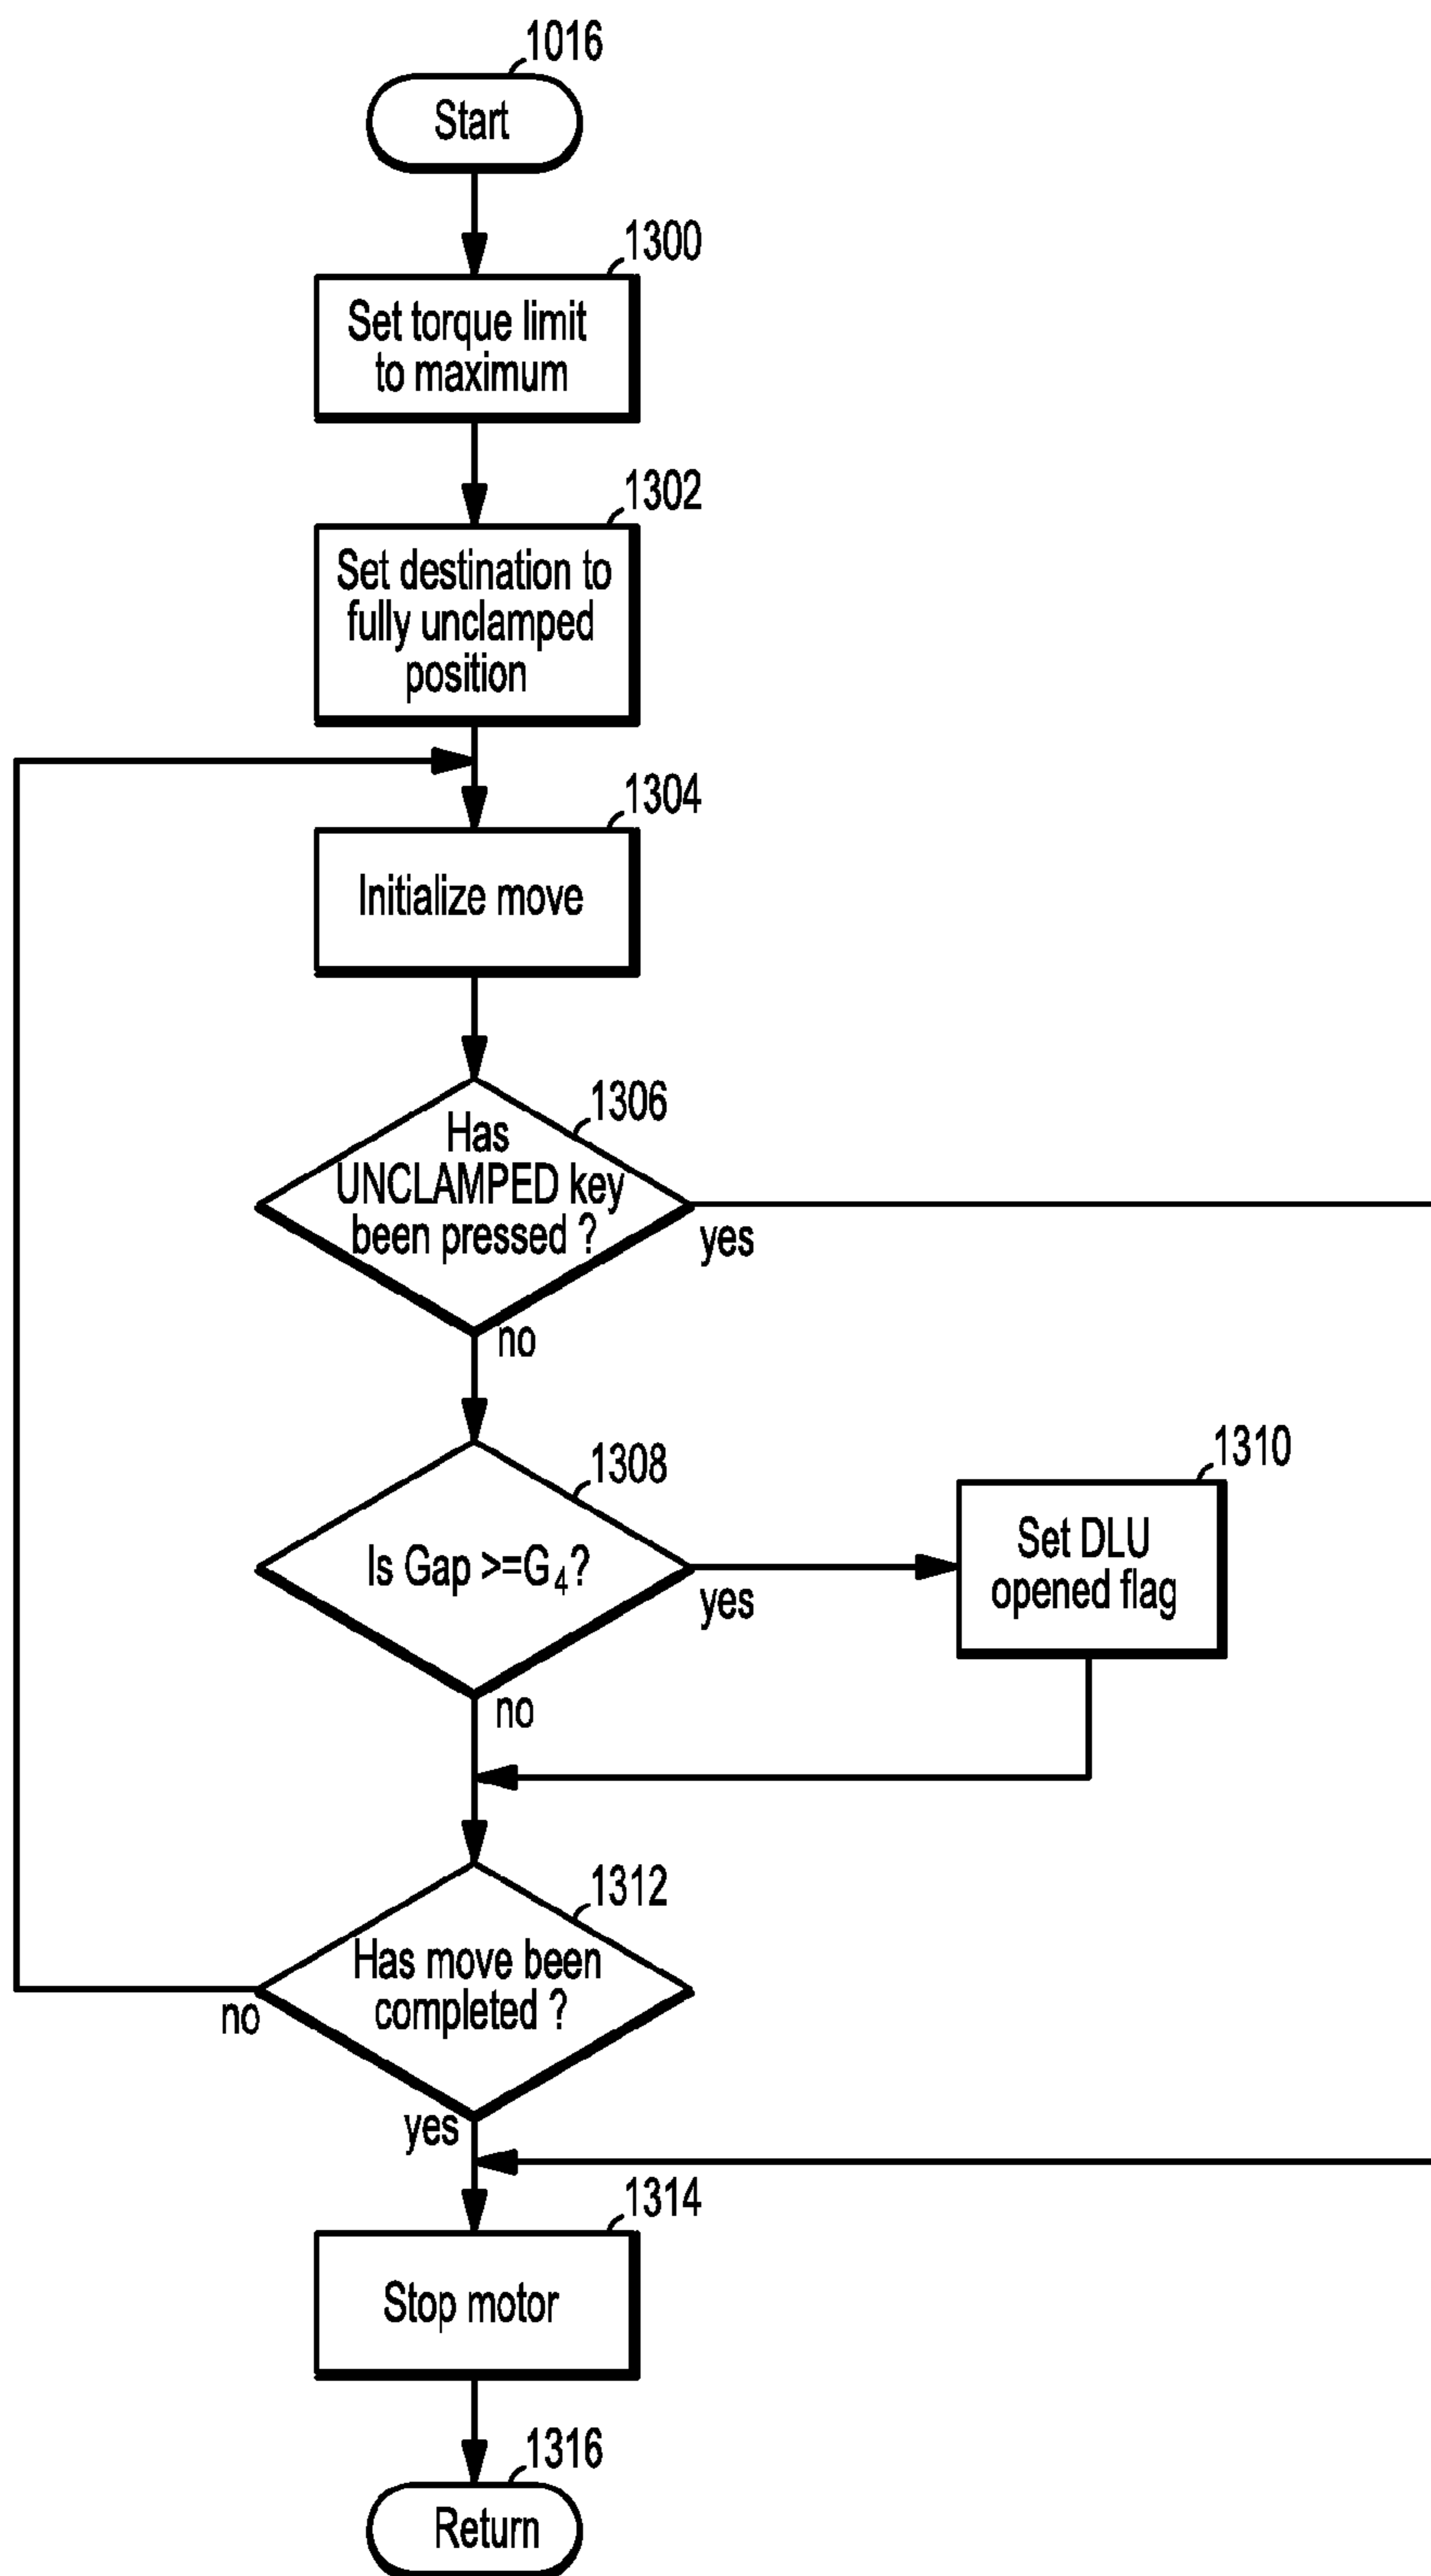 1016
Start
1300
Set torque limit
to maximum
1302
Set destination to
fully unclamped
position
1304
Initialize move
1306
Has
UNCLAMPED key
been pressed ?
yes
no
1308
Is Gap >=G₄?
yes
no
1310
Set DLU
opened flag
1312
Has move been
completed ?
no
yes
1314
Stop motor
1316
Return